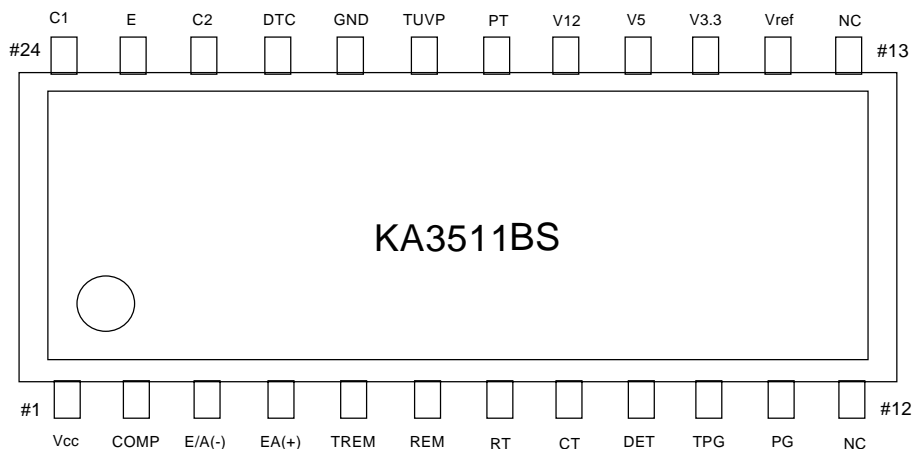 C1 E C2 DTC GND TUVP PT V12 V5 V3.3 Vref NC
#24 #13
KA3511BS
#1 #12
Vcc COMP E/A(-) EA(+) TREM REM RT CT DET TPG PG NC